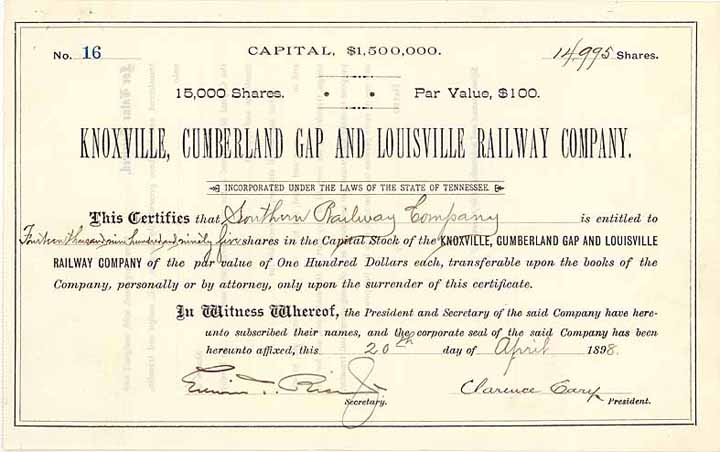 No. 16 CAPITAL, $1,500,000. 14,995 Shares.
15,000 Shares. Par Value, $100.
KNOXVILLE, CUMBERLAND GAP AND LOUISVILLE RAILWAY COMPANY.
INCORPORATED UNDER THE LAWS OF THE STATE OF TENNESSEE.
This Certifies that Southern Railway Company is entitled to
Fourteen thousand nine hundred and ninety five shares in the Capital Stock of the KNOXVILLE, CUMBERLAND GAP AND LOUISVILLE
RAILWAY COMPANY of the par value of One Hundred Dollars each, transferable upon the books of the
Company, personally or by attorney, only upon the surrender of this certificate.
In Witness Whereof, the President and Secretary of the said Company have here-
unto subscribed their names, and the corporate seal of the said Company has been
hereunto affixed, this 20th day of April 1898.
Clarence Cary
Secretary. President.